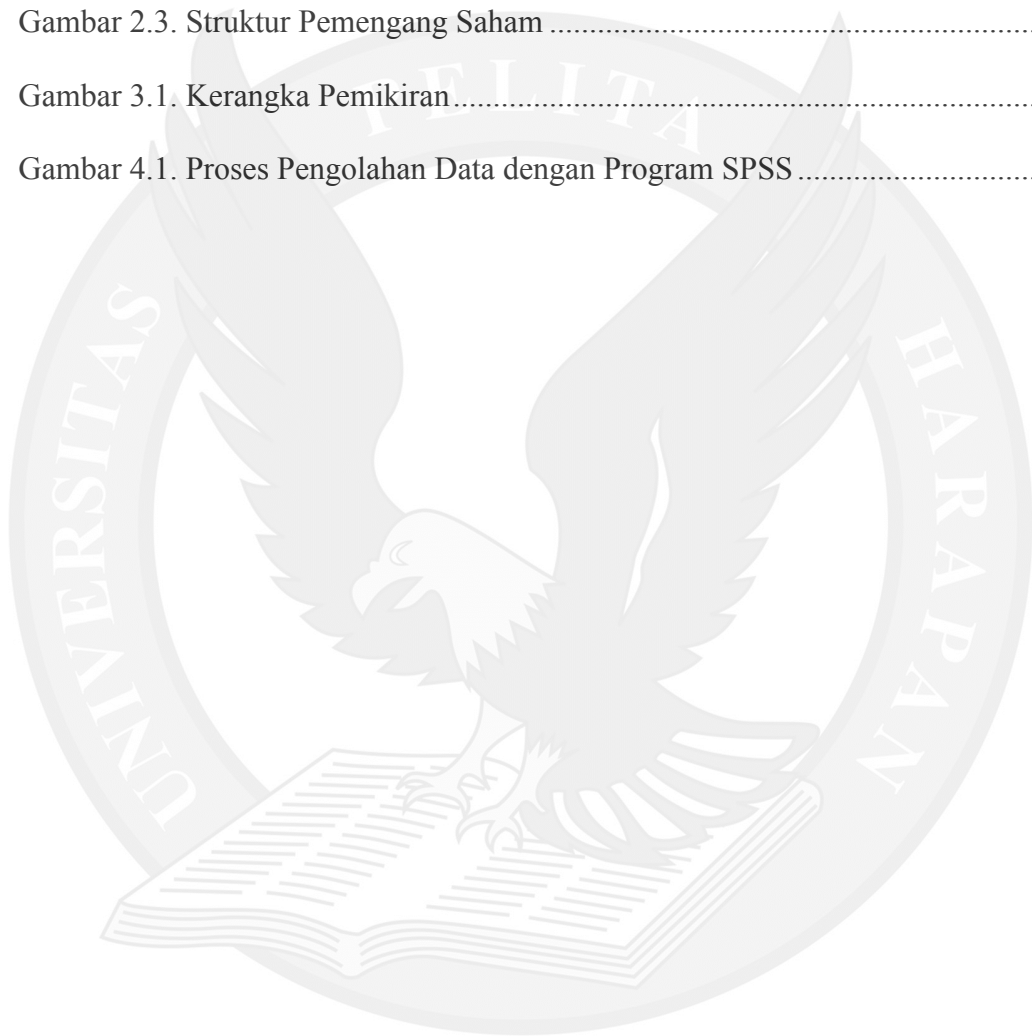 Gambar 2.3. Struktur Pemengang Saham ............................................................
Gambar 3.1. Kerangka Pemikiran........................................................................
Gambar 4.1. Proses Pengolahan Data dengan Program SPSS .............................
UNIVERSITAS PELITA HARAPAN